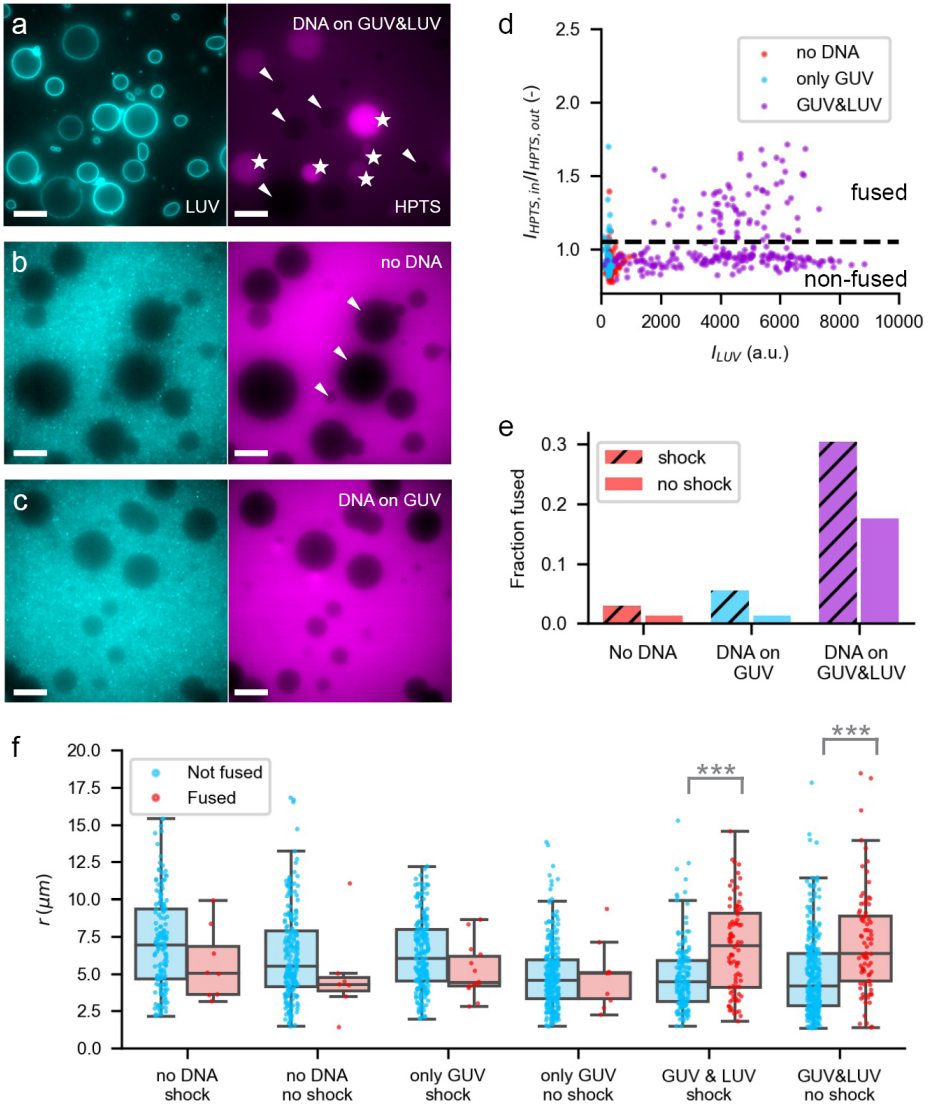 a
DNA on GUV&LUV
LUV
HPTS
b
no DNA
c
DNA on GUV
d
2.5
2.0
1.5
1.0
I_HPTS,in/I_HPTS,out (-)
no DNA
only GUV
GUV&LUV
fused
non-fused
0 2000 4000 6000 8000 10000
I_LUV (a.u.)
e
0.3
0.2
0.1
0.0
Fraction fused
shock
no shock
No DNA
DNA on
GUV
DNA on
GUV&LUV
f
20.0
17.5
15.0
12.5
10.0
7.5
5.0
2.5
0.0
r (μm)
Not fused
Fused
***
***
no DNA
shock
no DNA
no shock
only GUV
shock
only GUV
no shock
GUV & LUV
shock
GUV&LUV
no shock